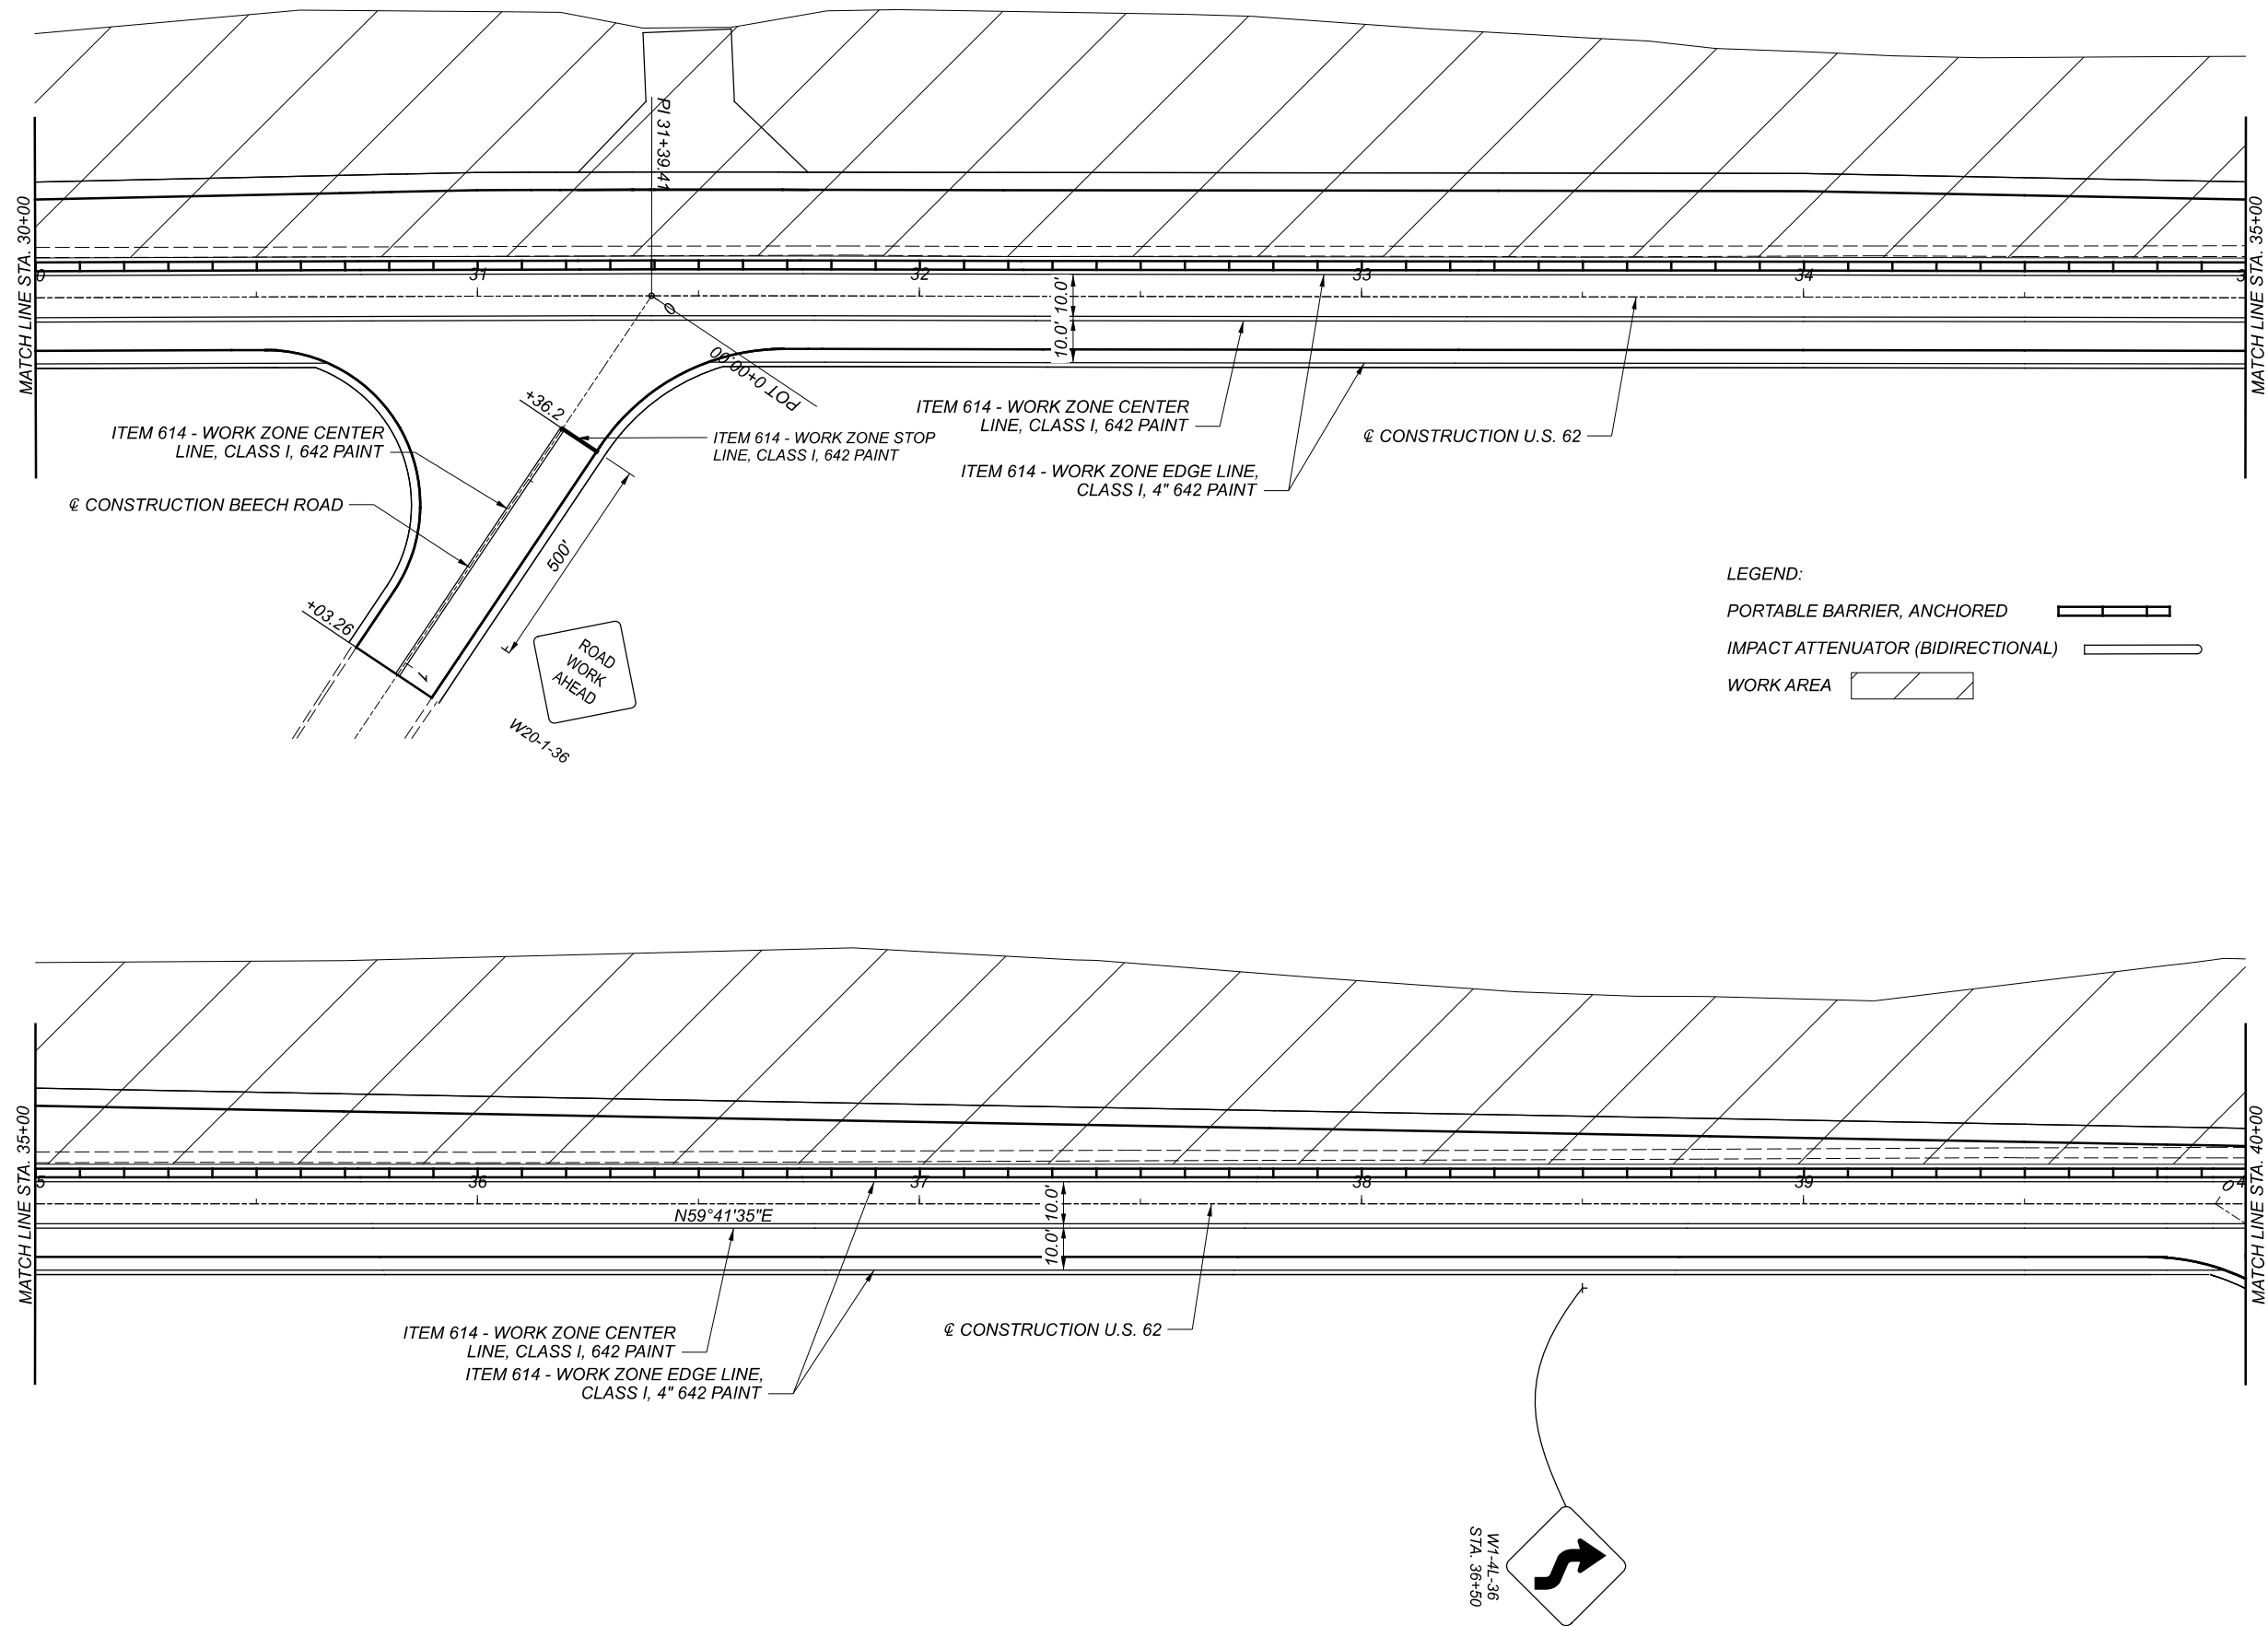 PI 31+39.41
MATCH LINE STA. 30+00
MATCH LINE STA. 35+00
0
31
32
33
34
3
10.0'
10.0'
0
POT 0+00.00
+36.2
ITEM 614 - WORK ZONE CENTER
LINE, CLASS I, 642 PAINT
ITEM 614 - WORK ZONE STOP
LINE, CLASS I, 642 PAINT
ITEM 614 - WORK ZONE CENTER
LINE, CLASS I, 642 PAINT
℄ CONSTRUCTION U.S. 62
ITEM 614 - WORK ZONE EDGE LINE,
CLASS I, 4" 642 PAINT
℄ CONSTRUCTION BEECH ROAD
500'
+03.26
1
ROAD
WORK
AHEAD
W20-1-36
LEGEND:
PORTABLE BARRIER, ANCHORED
IMPACT ATTENUATOR (BIDIRECTIONAL)
WORK AREA
MATCH LINE STA. 35+00
MATCH LINE STA. 40+00
5
36
37
38
39
0
4
N59°41'35"E
10.0'
10.0'
ITEM 614 - WORK ZONE CENTER
LINE, CLASS I, 642 PAINT
℄ CONSTRUCTION U.S. 62
ITEM 614 - WORK ZONE EDGE LINE,
CLASS I, 4" 642 PAINT
W1-4L-36
STA. 36+50